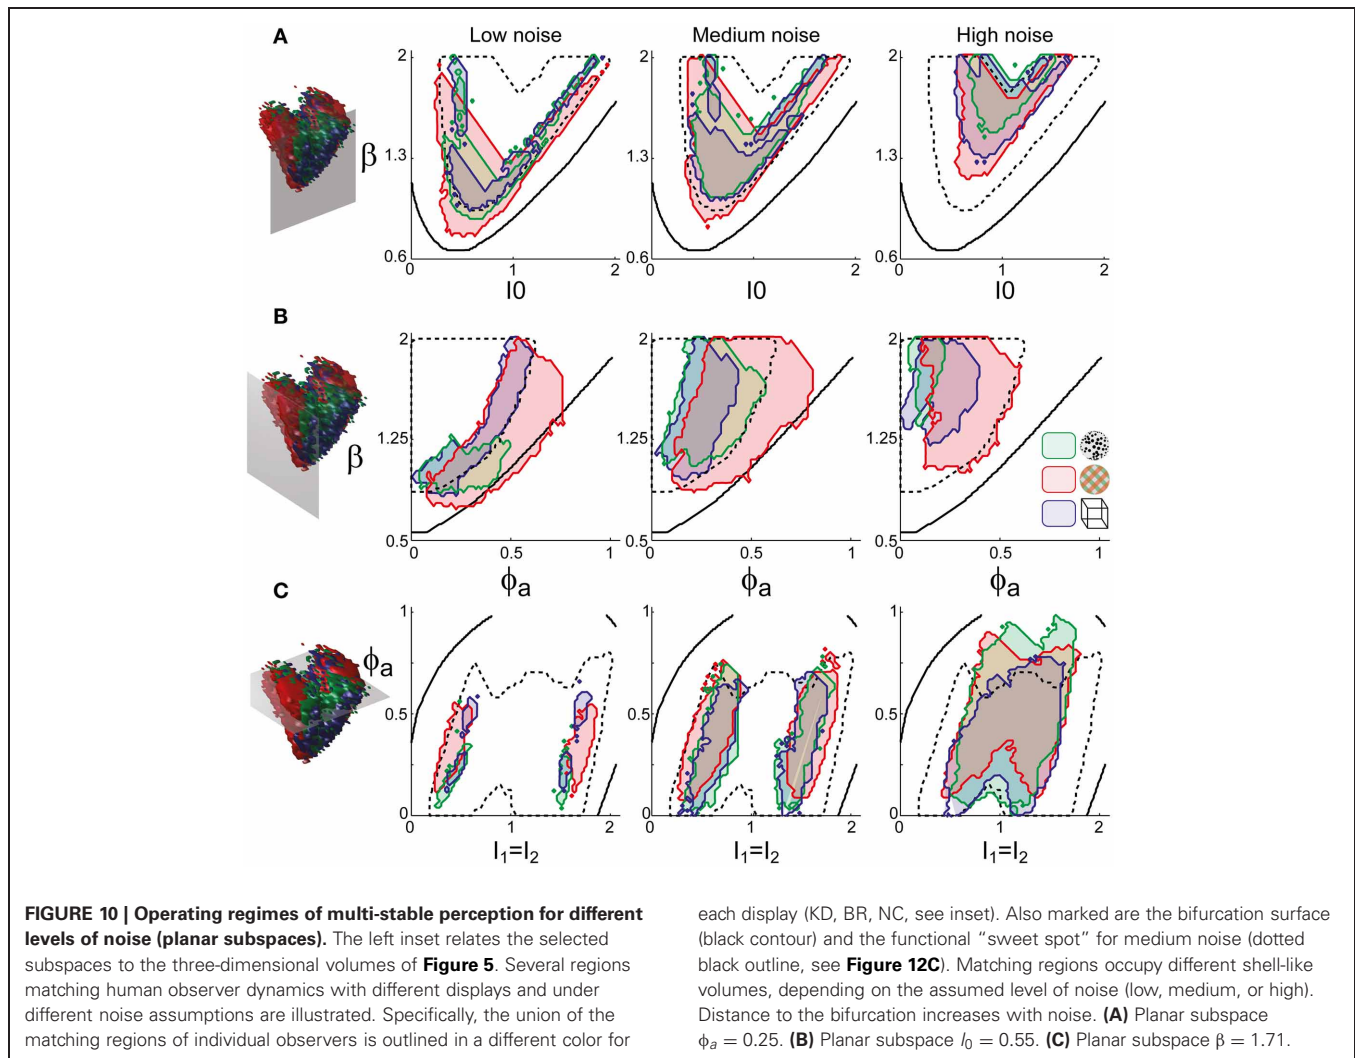 A
Low noise
Medium noise
High noise
β
2
1.3
0.6
0
1
2
I0
2
1.3
0.6
0
1
2
I0
2
1.3
0.6
0
1
2
I0
B
β
2
1.25
0.5
0
0.5
1
ϕa
2
1.25
0.5
0
0.5
1
ϕa
2
1.25
0.5
0
0.5
1
ϕa
C
ϕa
1
0.5
0
0
1
2
I1=I2
1
0.5
0
0
1
2
I1=I2
1
0.5
0
0
1
2
I1=I2
FIGURE 10 | Operating regimes of multi-stable perception for different
levels of noise (planar subspaces). The left inset relates the selected
subspaces to the three-dimensional volumes of Figure 5. Several regions
matching human observer dynamics with different displays and under
different noise assumptions are illustrated. Specifically, the union of the
matching regions of individual observers is outlined in a different color for
each display (KD, BR, NC, see inset). Also marked are the bifurcation surface
(black contour) and the functional “sweet spot” for medium noise (dotted
black outline, see Figure 12C). Matching regions occupy different shell-like
volumes, depending on the assumed level of noise (low, medium, or high).
Distance to the bifurcation increases with noise. (A) Planar subspace
ϕa = 0.25. (B) Planar subspace I0 = 0.55. (C) Planar subspace β = 1.71.